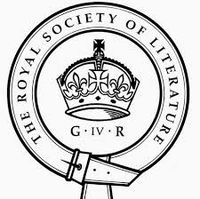 THE ROYAL SOCIETY OF LITERATURE
G·IV·R